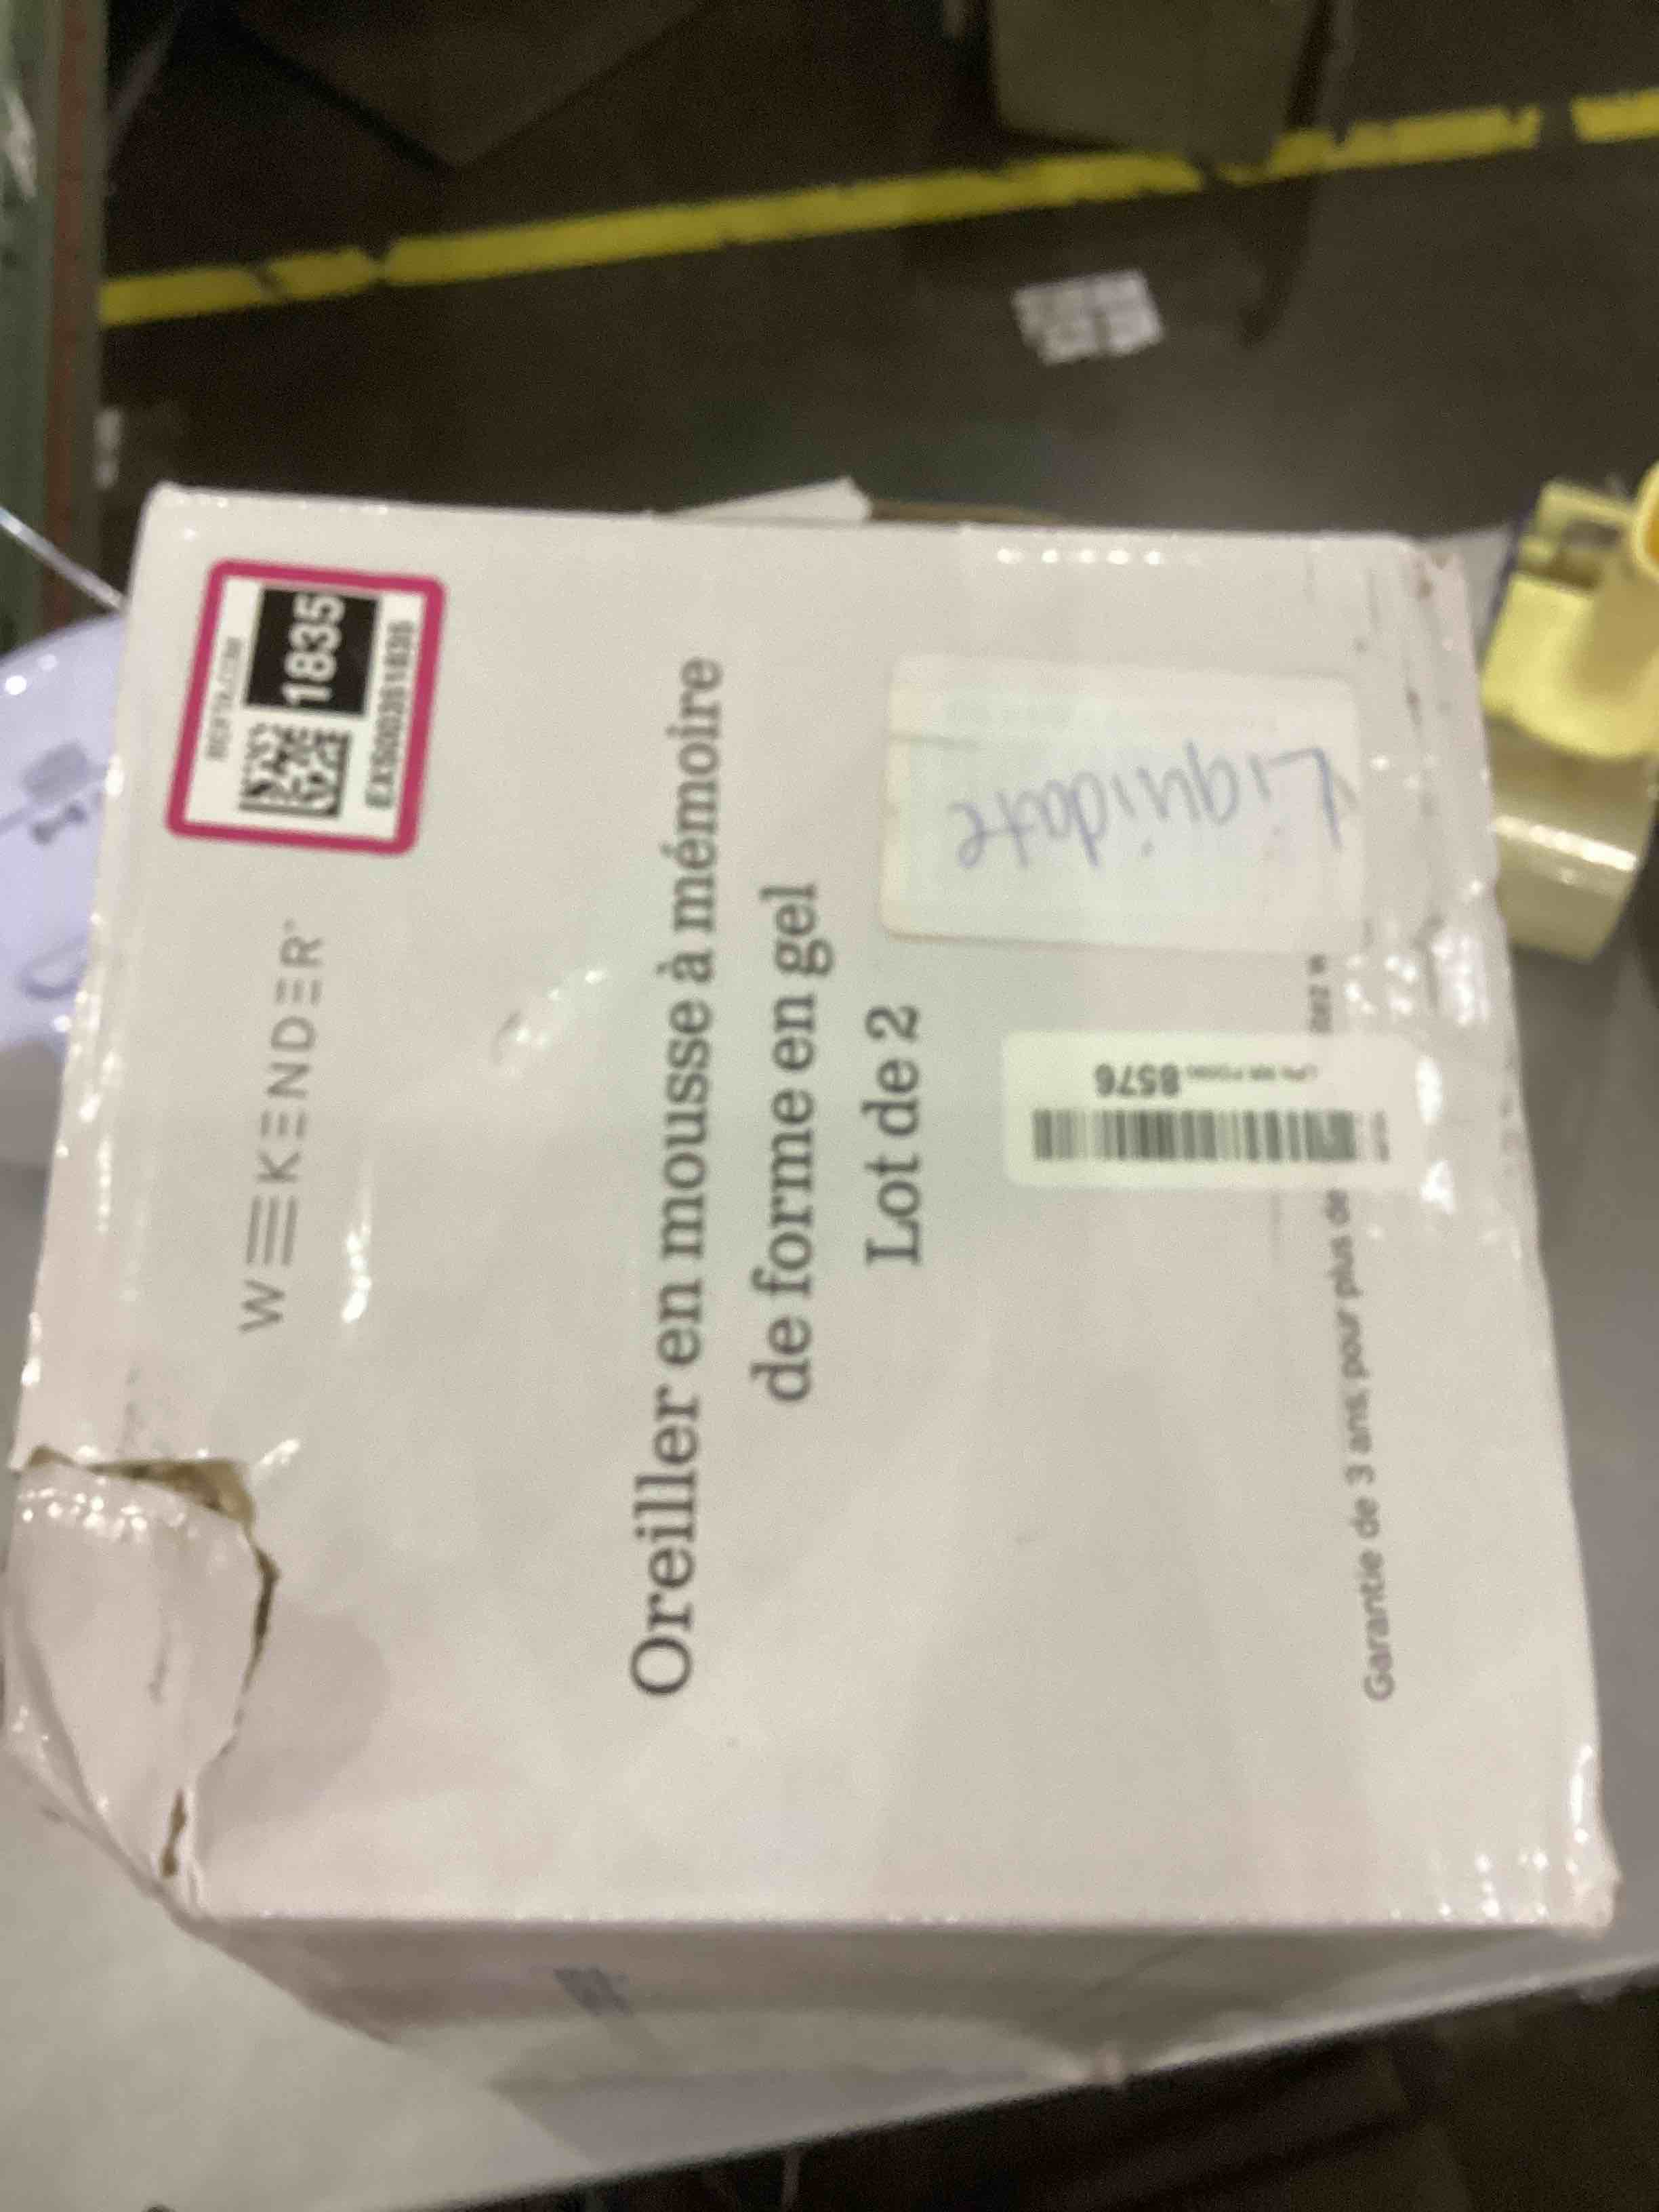 WEEKENDER
1835
EXS0003051835
Oreiller en mousse à mémoire
de forme en gel
Lot de 2
Liquidate
8576
Garantie de 3 ans; pour plus de